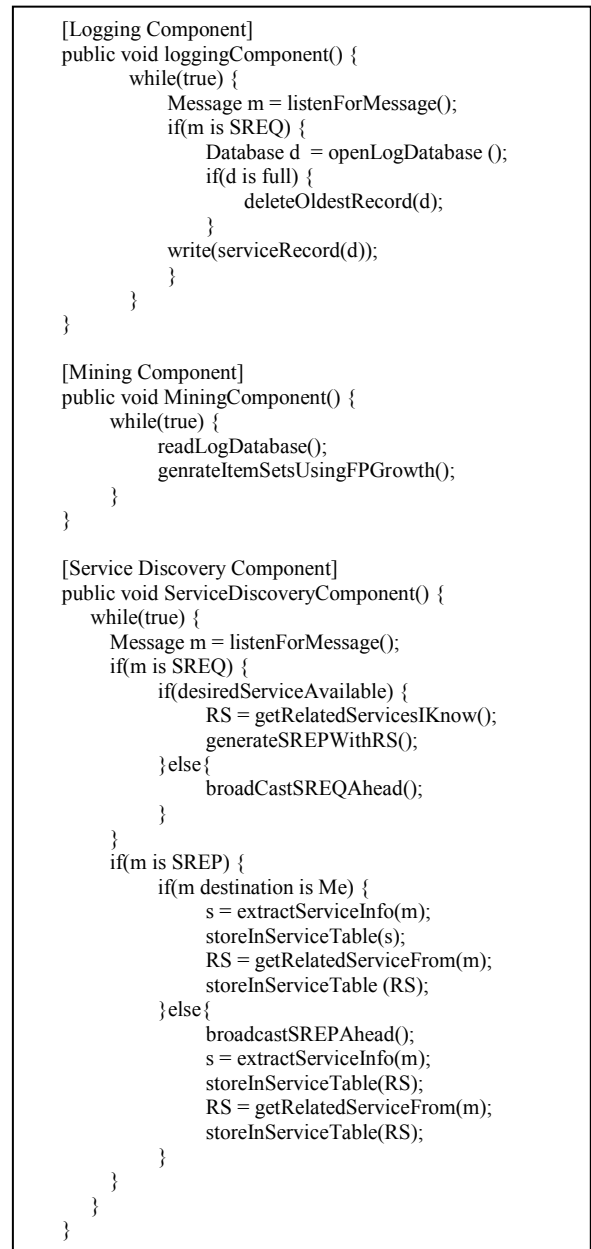 [Logging Component]
public void loggingComponent() {
while(true) {
Message m = listenForMessage();
if(m is SREQ) {
Database d = openLogDatabase ();
if(d is full) {
deleteOldestRecord(d);
}
write(serviceRecord(d));
}
}
}
[Mining Component]
public void MiningComponent() {
while(true) {
readLogDatabase();
genrateItemSetsUsingFPGrowth();
}
}
[Service Discovery Component]
public void ServiceDiscoveryComponent() {
while(true) {
Message m = listenForMessage();
if(m is SREQ) {
if(desiredServiceAvailable) {
RS = getRelatedServicesIKnow();
generateSREPWithRS();
}else{
broadCastSREQAhead();
}
}
if(m is SREP) {
if(m destination is Me) {
s = extractServiceInfo(m);
storeInServiceTable(s);
RS = getRelatedServiceFrom(m);
storeInServiceTable (RS);
}else{
broadcastSREPAhead();
s = extractServiceInfo(m);
storeInServiceTable(RS);
RS = getRelatedServiceFrom(m);
storeInServiceTable(RS);
}
}
}
}